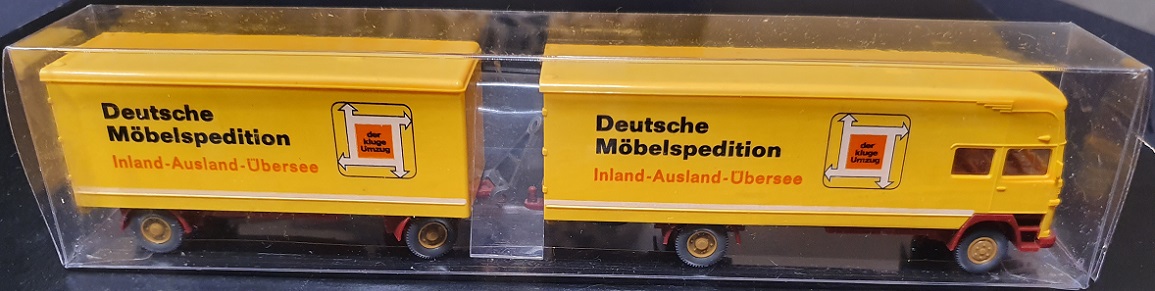 Deutsche
Möbelspedition
Inland-Ausland-Übersee
der
kluge
Umzug
Deutsche
Möbelspedition
Inland-Ausland-Übersee
der
kluge
Umzug